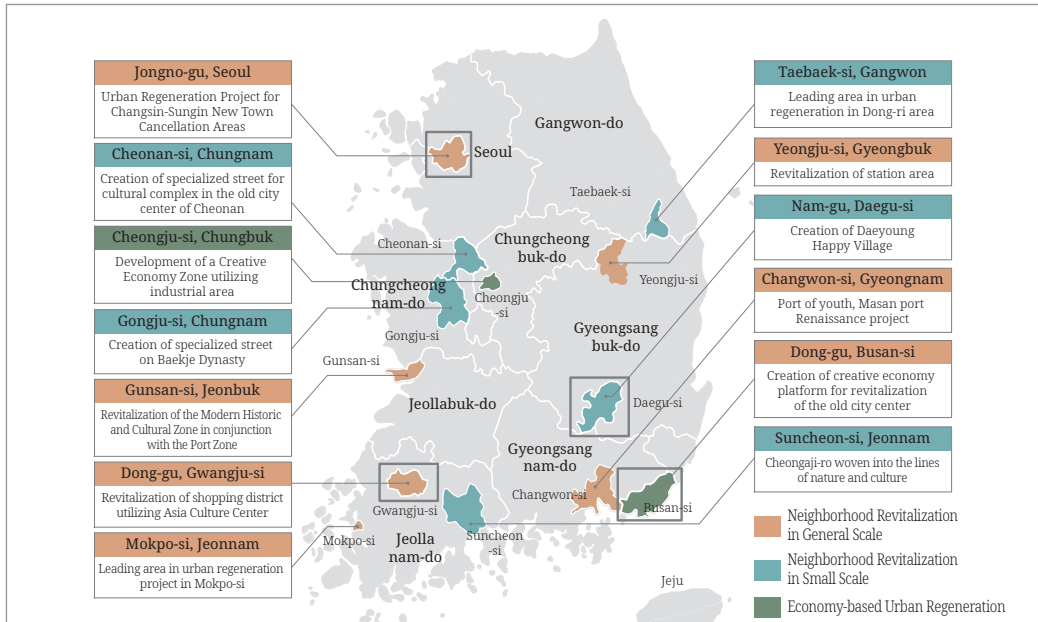 Jongno-gu, Seoul
Urban Regeneration Project for
Changsin-Sungin New Town
Cancellation Areas
Cheonan-si, Chungnam
Creation of specialized street for
cultural complex in the old city
center of Cheonan
Cheongju-si, Chungbuk
Development of a Creative
Economy Zone utilizing
industrial area
Gongju-si, Chungnam
Creation of specialized street
on Baekje Dynasty
Gunsan-si, Jeonbuk
Revitalization of the Modern Historic
and Cultural Zone in conjunction
with the Port Zone
Dong-gu, Gwangju-si
Revitalization of shopping district
utilizing Asia Culture Center
Mokpo-si, Jeonnam
Leading area in urban regeneration
project in Mokpo-si
Gangwon-do
Seoul
Taebaek-si
Cheonan-si
Chungcheong
buk-do
Yeongju-si
Chungcheong
nam-do
Cheongju
-si
Gongju-si
Gyeongsang
buk-do
Gunsan-si
Jeollabuk-do
Daegu-si
Gyeongsang
nam-do
Changwon-si
Busan-si
Gwangju-si
Mokpo-si
Jeolla
nam-do
Suncheon
-si
Jeju
Taebaek-si, Gangwon
Leading area in urban
regeneration in Dong-ri area
Yeongju-si, Gyeongbuk
Revitalization of station area
Nam-gu, Daegu-si
Creation of Daeyoung
Happy Village
Changwon-si, Gyeongnam
Port of youth, Masan port
Renaissance project
Dong-gu, Busan-si
Creation of creative economy
platform for revitalization
of the old city center
Suncheon-si, Jeonnam
Cheongaji-ro woven into the lines
of nature and culture
Neighborhood Revitalization
in General Scale
Neighborhood Revitalization
in Small Scale
Economy-based Urban Regeneration